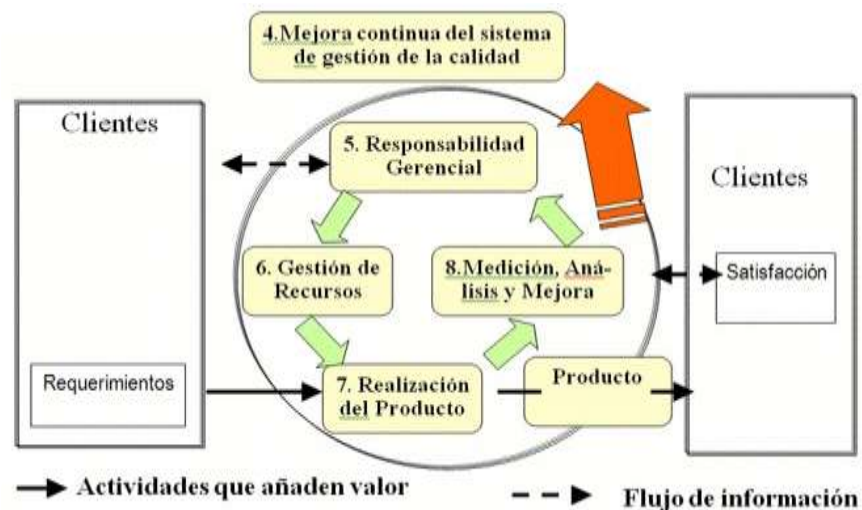 4.Mejora continua del sistema
de gestión de la calidad
Clientes
5. Responsabilidad
Gerencial
Clientes
6. Gestión de
Recursos
8.Medición, Aná-
lisis y Mejora
Satisfacción
Requerimientos
7. Realización
del Producto
Producto
Actividades que añaden valor
Flujo de información